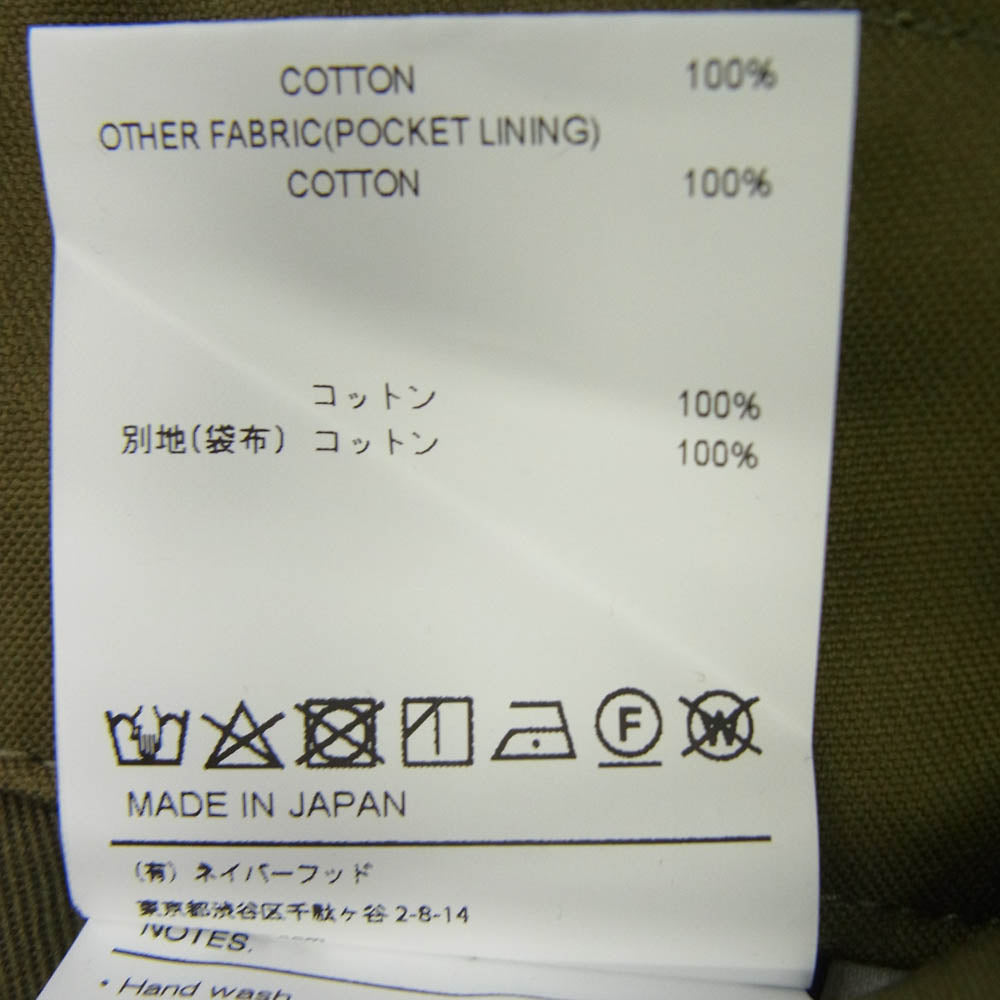 COTTON 100%
OTHER FABRIC(POCKET LINING)
COTTON 100%
コットン 100%
別地(袋布) コットン 100%
F W
MADE IN JAPAN
(有) ネイバーフッド
東京都渋谷区千駄ヶ谷 2-8-14
NOTES.
・Hand wash